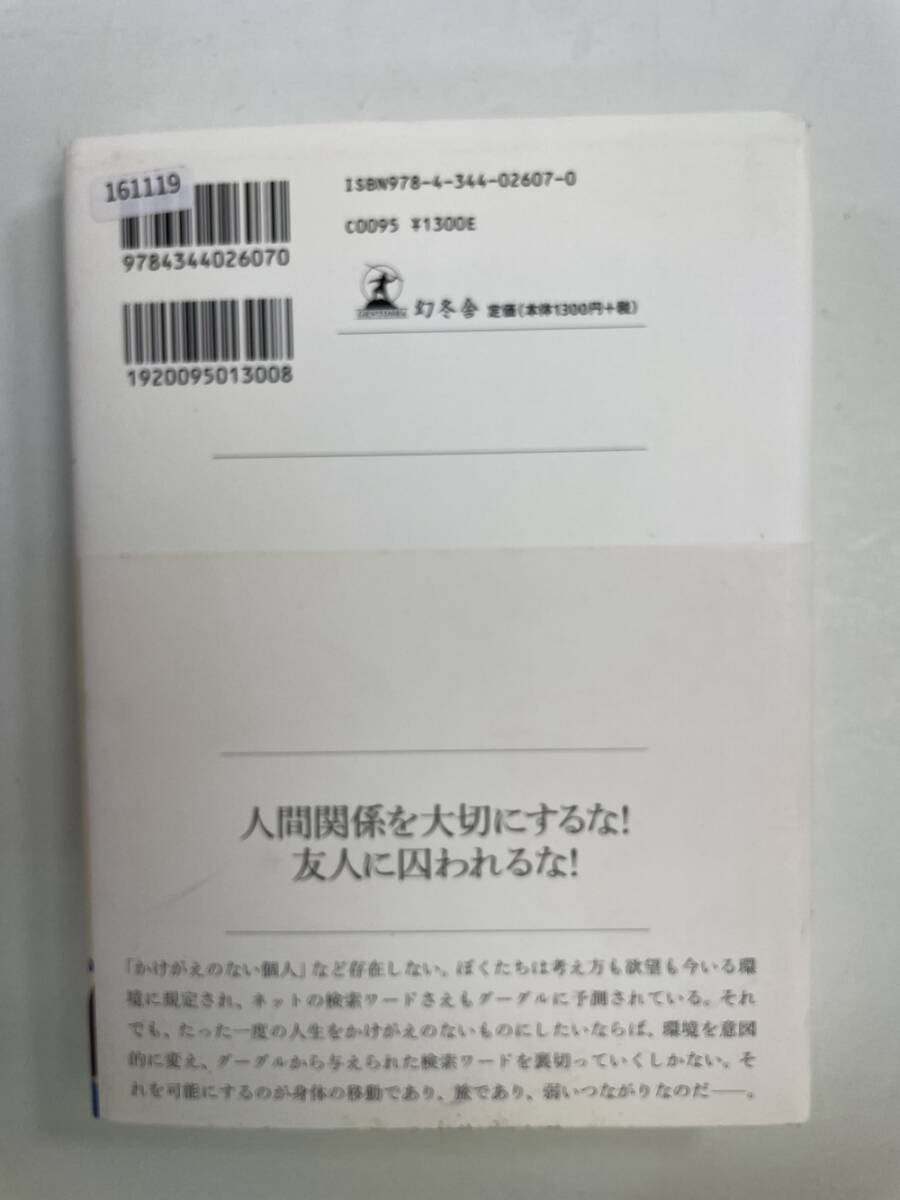 161119
ISBN978-4-344-02607-0
C0095 ¥1300E
9784344026070
幻冬舎 定価(本体1300円+税)
1920095013008
人間関係を大切にするな!
友人に囚われるな!
「かけがえのない個人」など存在しない。ぼくたちは考え方も欲望も今いる環
境に規定され、ネットの検索ワードさえもグーグルに予測されている。それ
でも、たった一度の人生をかけがえのないものにしたいならば、環境を意図
的に変え、グーグルから与えられた検索ワードを裏切っていくしかない。そ
れを可能にするのが身体の移動であり、旅であり、弱いつながりなのだ——。